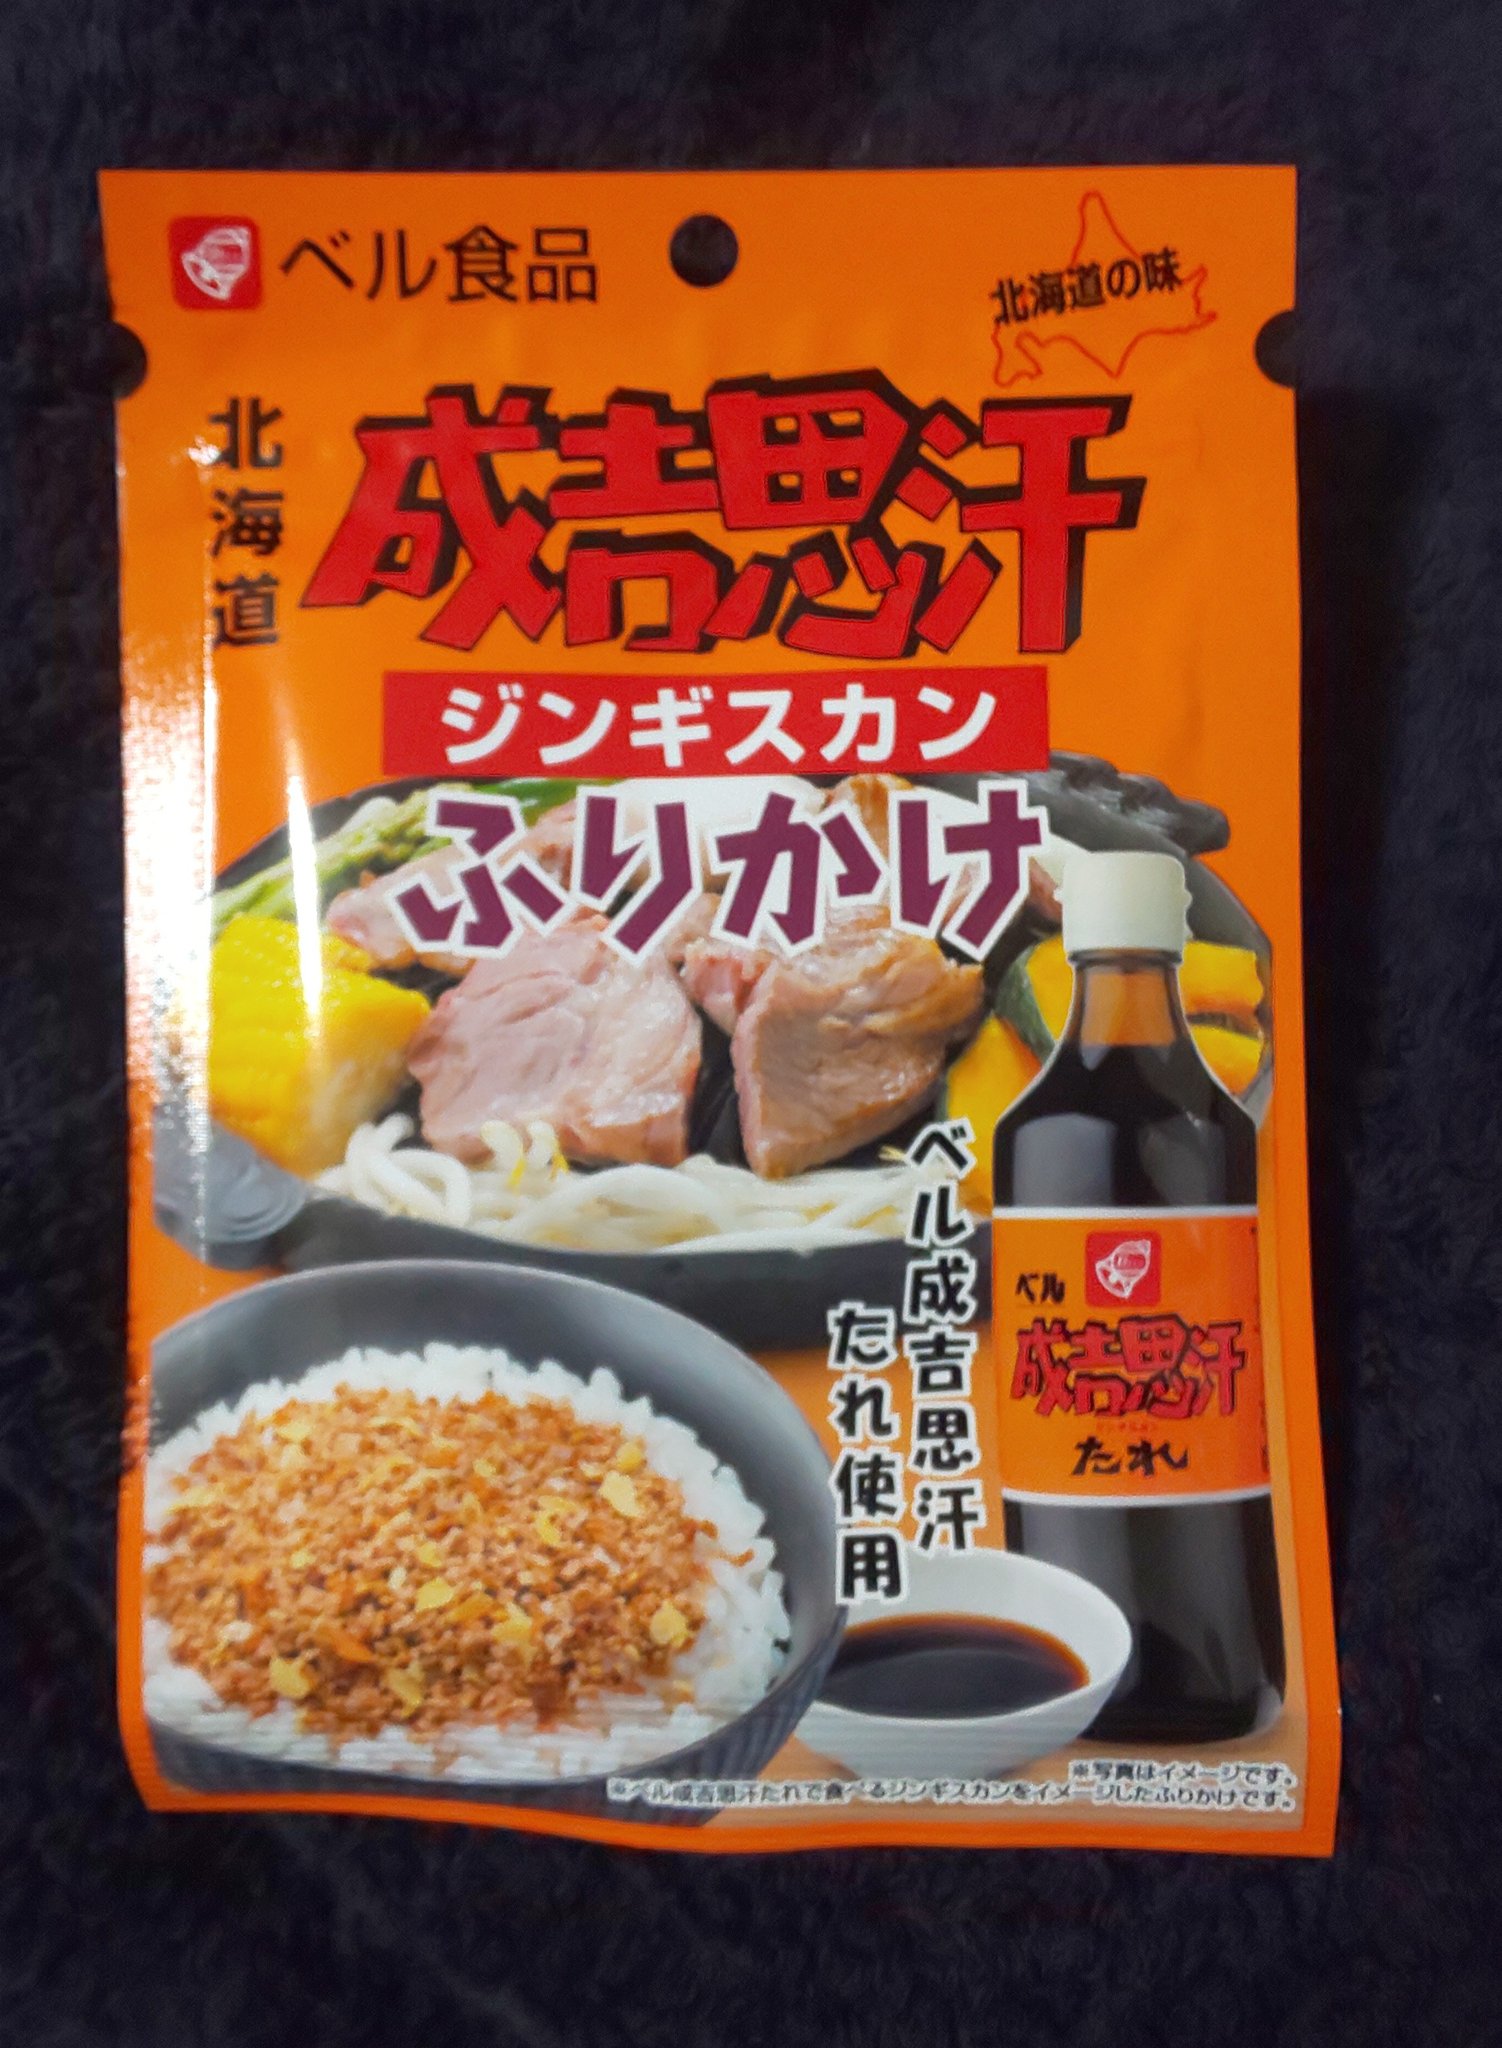 ベル食品
北海道の味
北海道
成吉思汗
ジンギスカン
ふりかけ
ベル成吉思汗
たれ使用
ベル
成吉思汗
たれ
※写真はイメージです。
※ベル成吉思汗たれで食べるジンギスカンをイメージしたふりかけです。